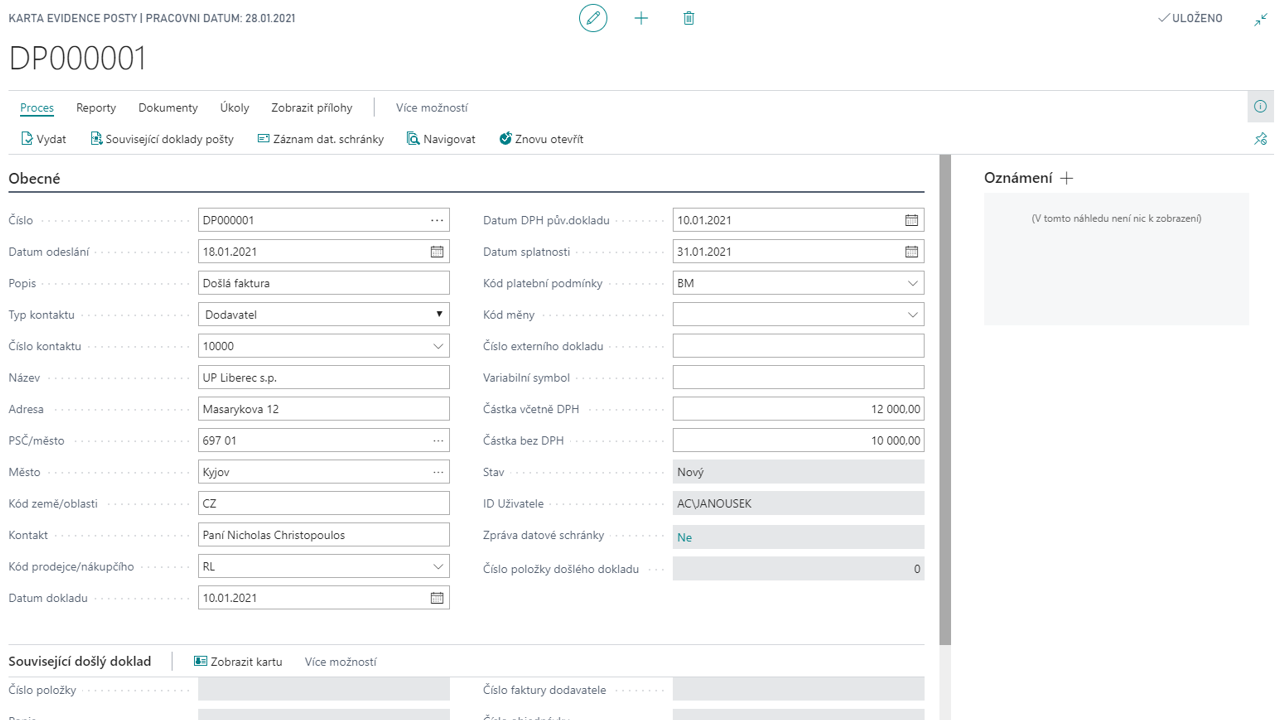 KARTA EVIDENCE POSTY | PRACOVNI DATUM: 28.01.2021
ULOŽENO
DP000001
Proces Reporty Dokumenty Úkoly Zobrazit přílohy Více možností
Vydat Související doklady pošty Záznam dat. schránky Navigovat Znovu otevřít
Obecné
Číslo DP000001
Datum odeslání 18.01.2021
Popis Došlá faktura
Typ kontaktu Dodavatel
Číslo kontaktu 10000
Název UP Liberec s.p.
Adresa Masarykova 12
PSČ/město 697 01
Město Kyjov
Kód země/oblasti CZ
Kontakt Paní Nicholas Christopoulos
Kód prodejce/nákupčího RL
Datum dokladu 10.01.2021
Datum DPH pův.dokladu 10.01.2021
Datum splatnosti 31.01.2021
Kód platební podmínky BM
Kód měny
Číslo externího dokladu
Variabilní symbol
Částka včetně DPH 12 000,00
Částka bez DPH 10 000,00
Stav Nový
ID Uživatele AC\JANOUSEK
Zpráva datové schránky Ne
Číslo položky došlého dokladu 0
Oznámení
(V tomto náhledu není nic k zobrazení)
Související došlý doklad Zobrazit kartu Více možností
Číslo položky
Číslo faktury dodavatele